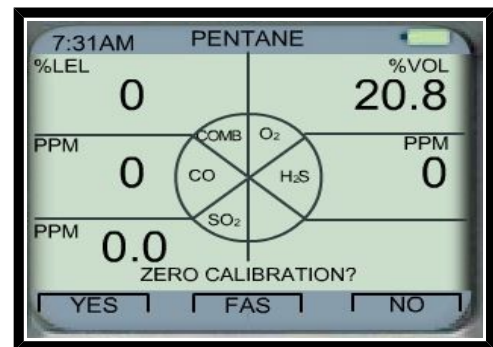 7:31AM PENTANE
%LEL %VOL
0 20.8
COMB O₂
PPM PPM
0 CO H₂S 0
SO₂
PPM
0.0
ZERO CALIBRATION?
YES FAS NO